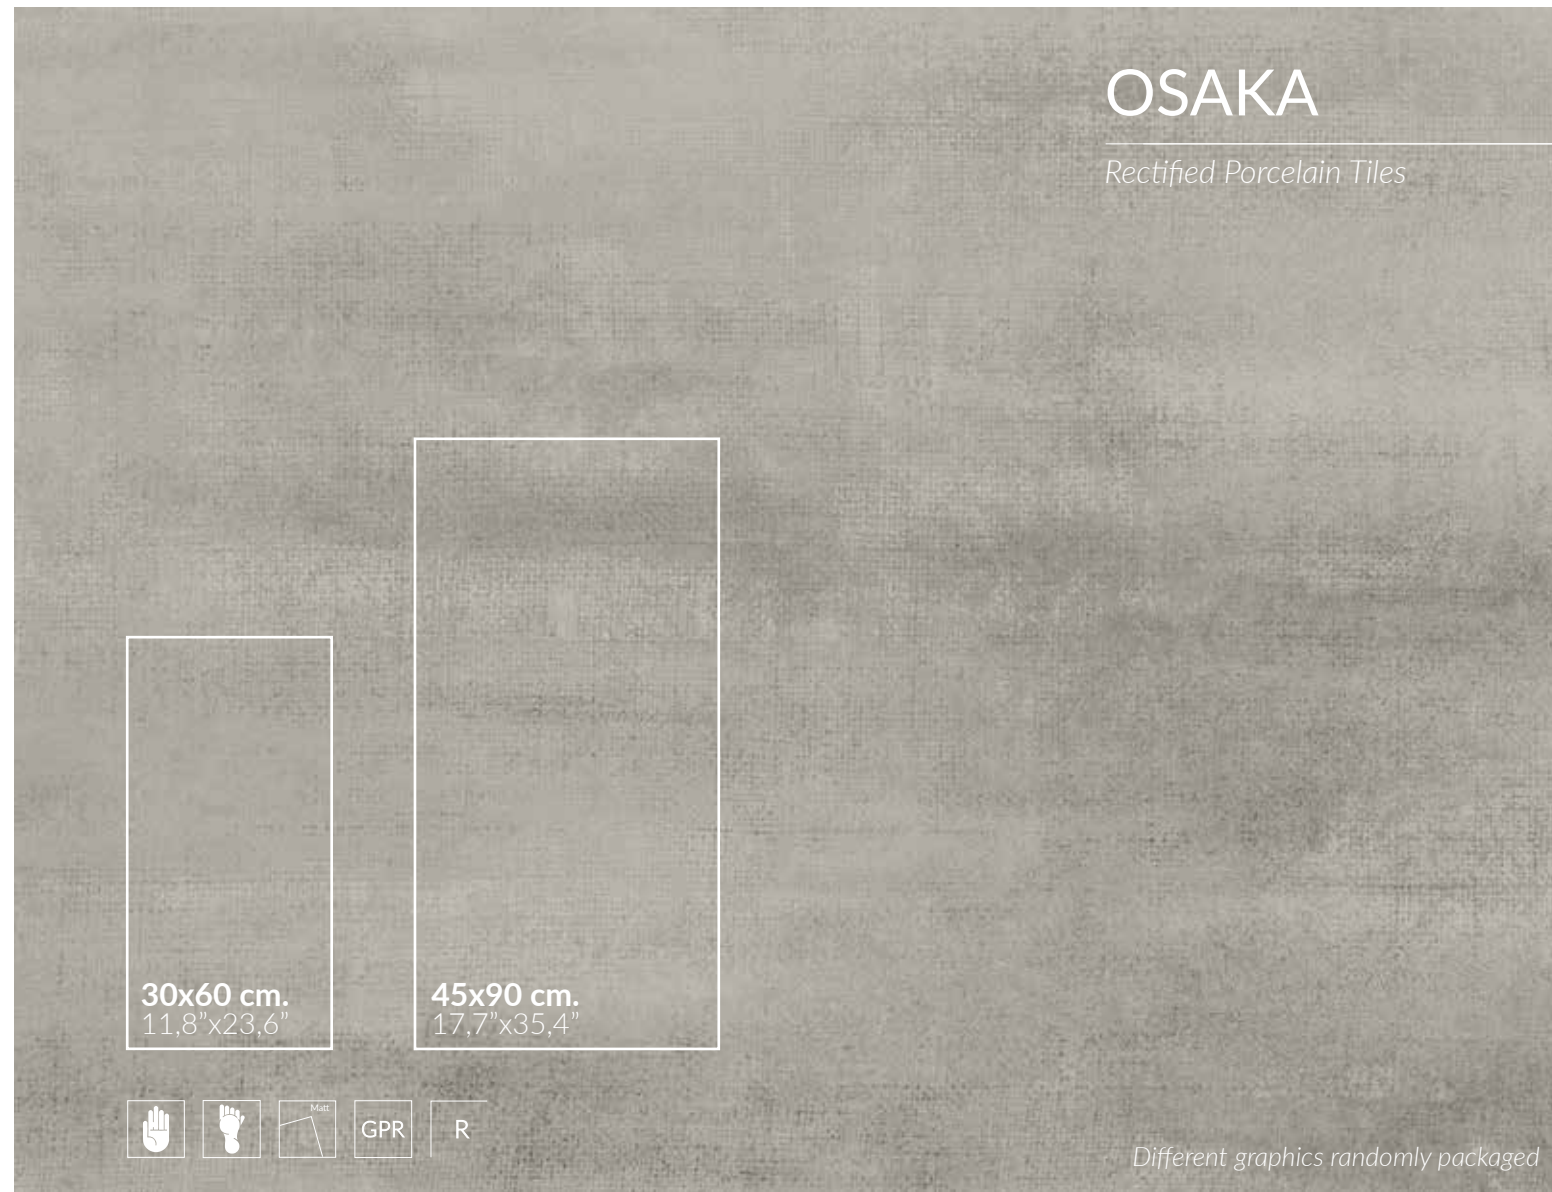 OSAKA
Rectified Porcelain Tiles
30x60 cm.
11,8”x23,6”
45x90 cm.
17,7”x35,4”
Matt
GPR
R
Different graphics randomly packaged